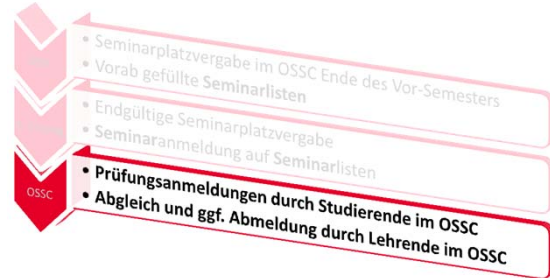 • Seminarplatzvergabe im OSSC Ende des Vor-Semesters
• Vorab gefüllte Seminarlisten
• Endgültige Seminarplatzvergabe
• Seminaranmeldung auf Seminarlisten
OSSC
• Prüfungsanmeldungen durch Studierende im OSSC
• Abgleich und ggf. Abmeldung durch Lehrende im OSSC